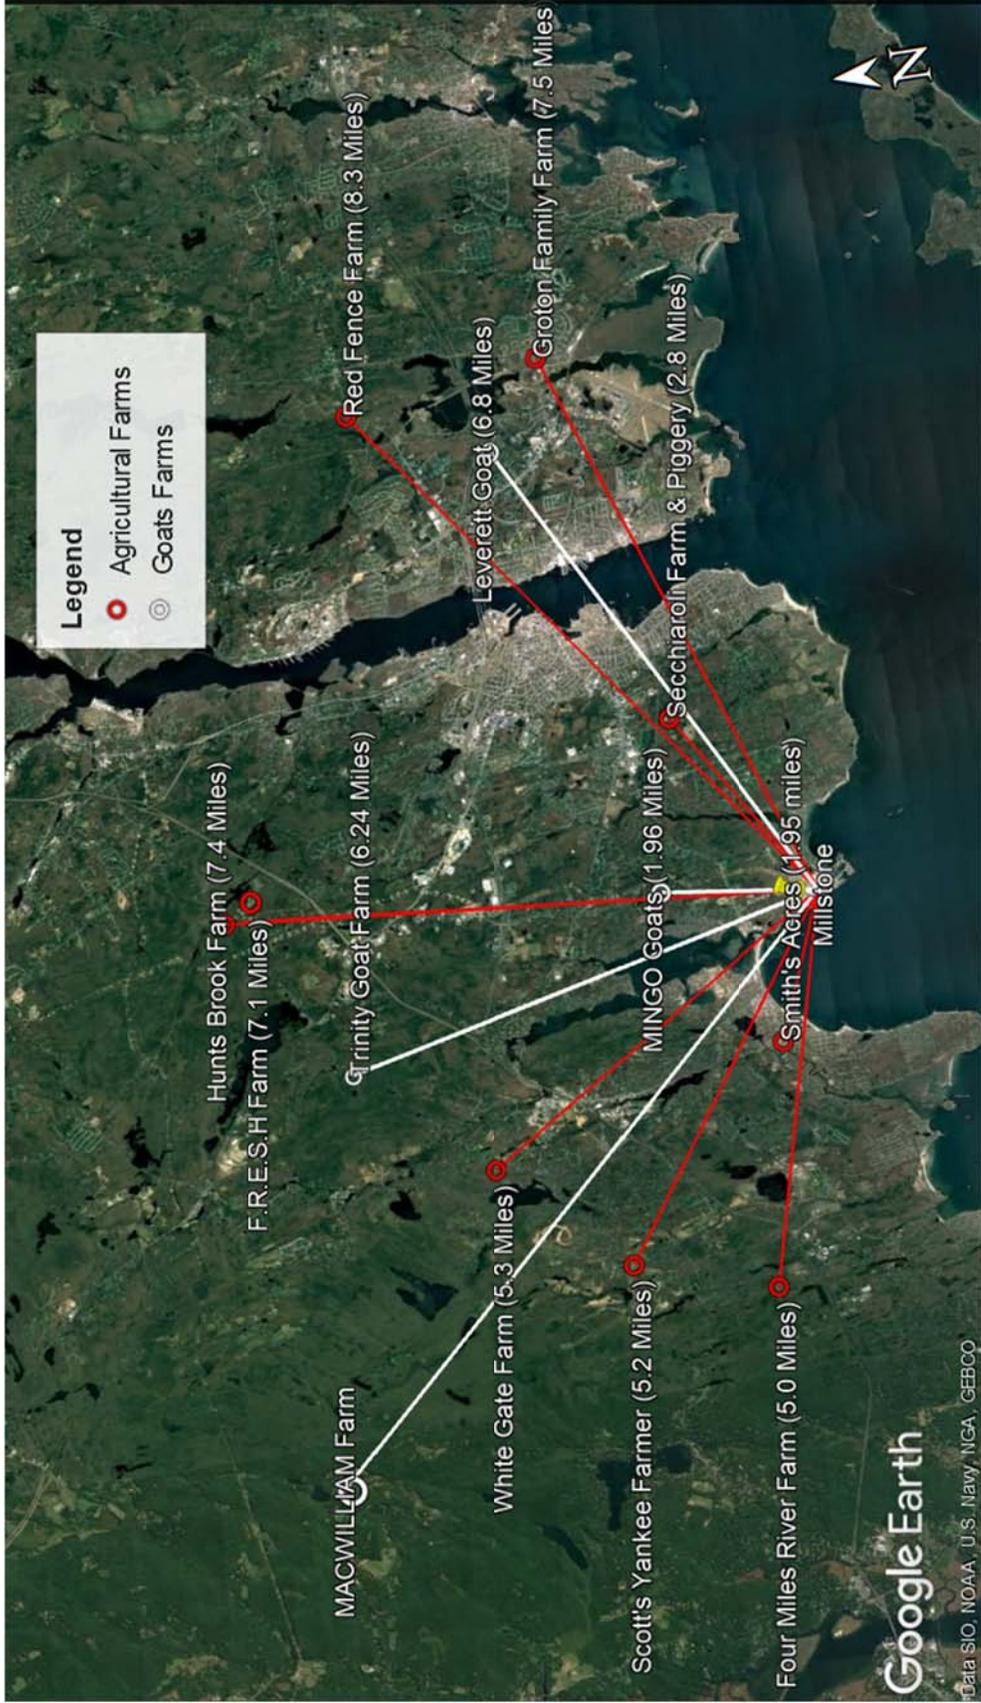 Legend
Agricultural Farms
Goats Farms
Hunts Brook Farm (7.4 Miles)
F.R.E.S.H Farm (7.1 Miles)
Red Fence Farm (8.3 Miles)
MACWILLIAM Farm
Trinity Goat Farm (6.24 Miles)
Leverett Goat (6.8 Miles)
White Gate Farm (5.3 Miles)
Groton Family Farm (7.5 Miles
Scott's Yankee Farmer (5.2 Miles)
MINGO Goats (1.96 Miles)
Secchiaroli Farm & Piggery (2.8 Miles)
Four Miles River Farm (5.0 Miles)
Smith's Acres (1.95 miles)
Millstone
N
Google Earth
Data SIO, NOAA, U.S. Navy, NGA, GEBCO